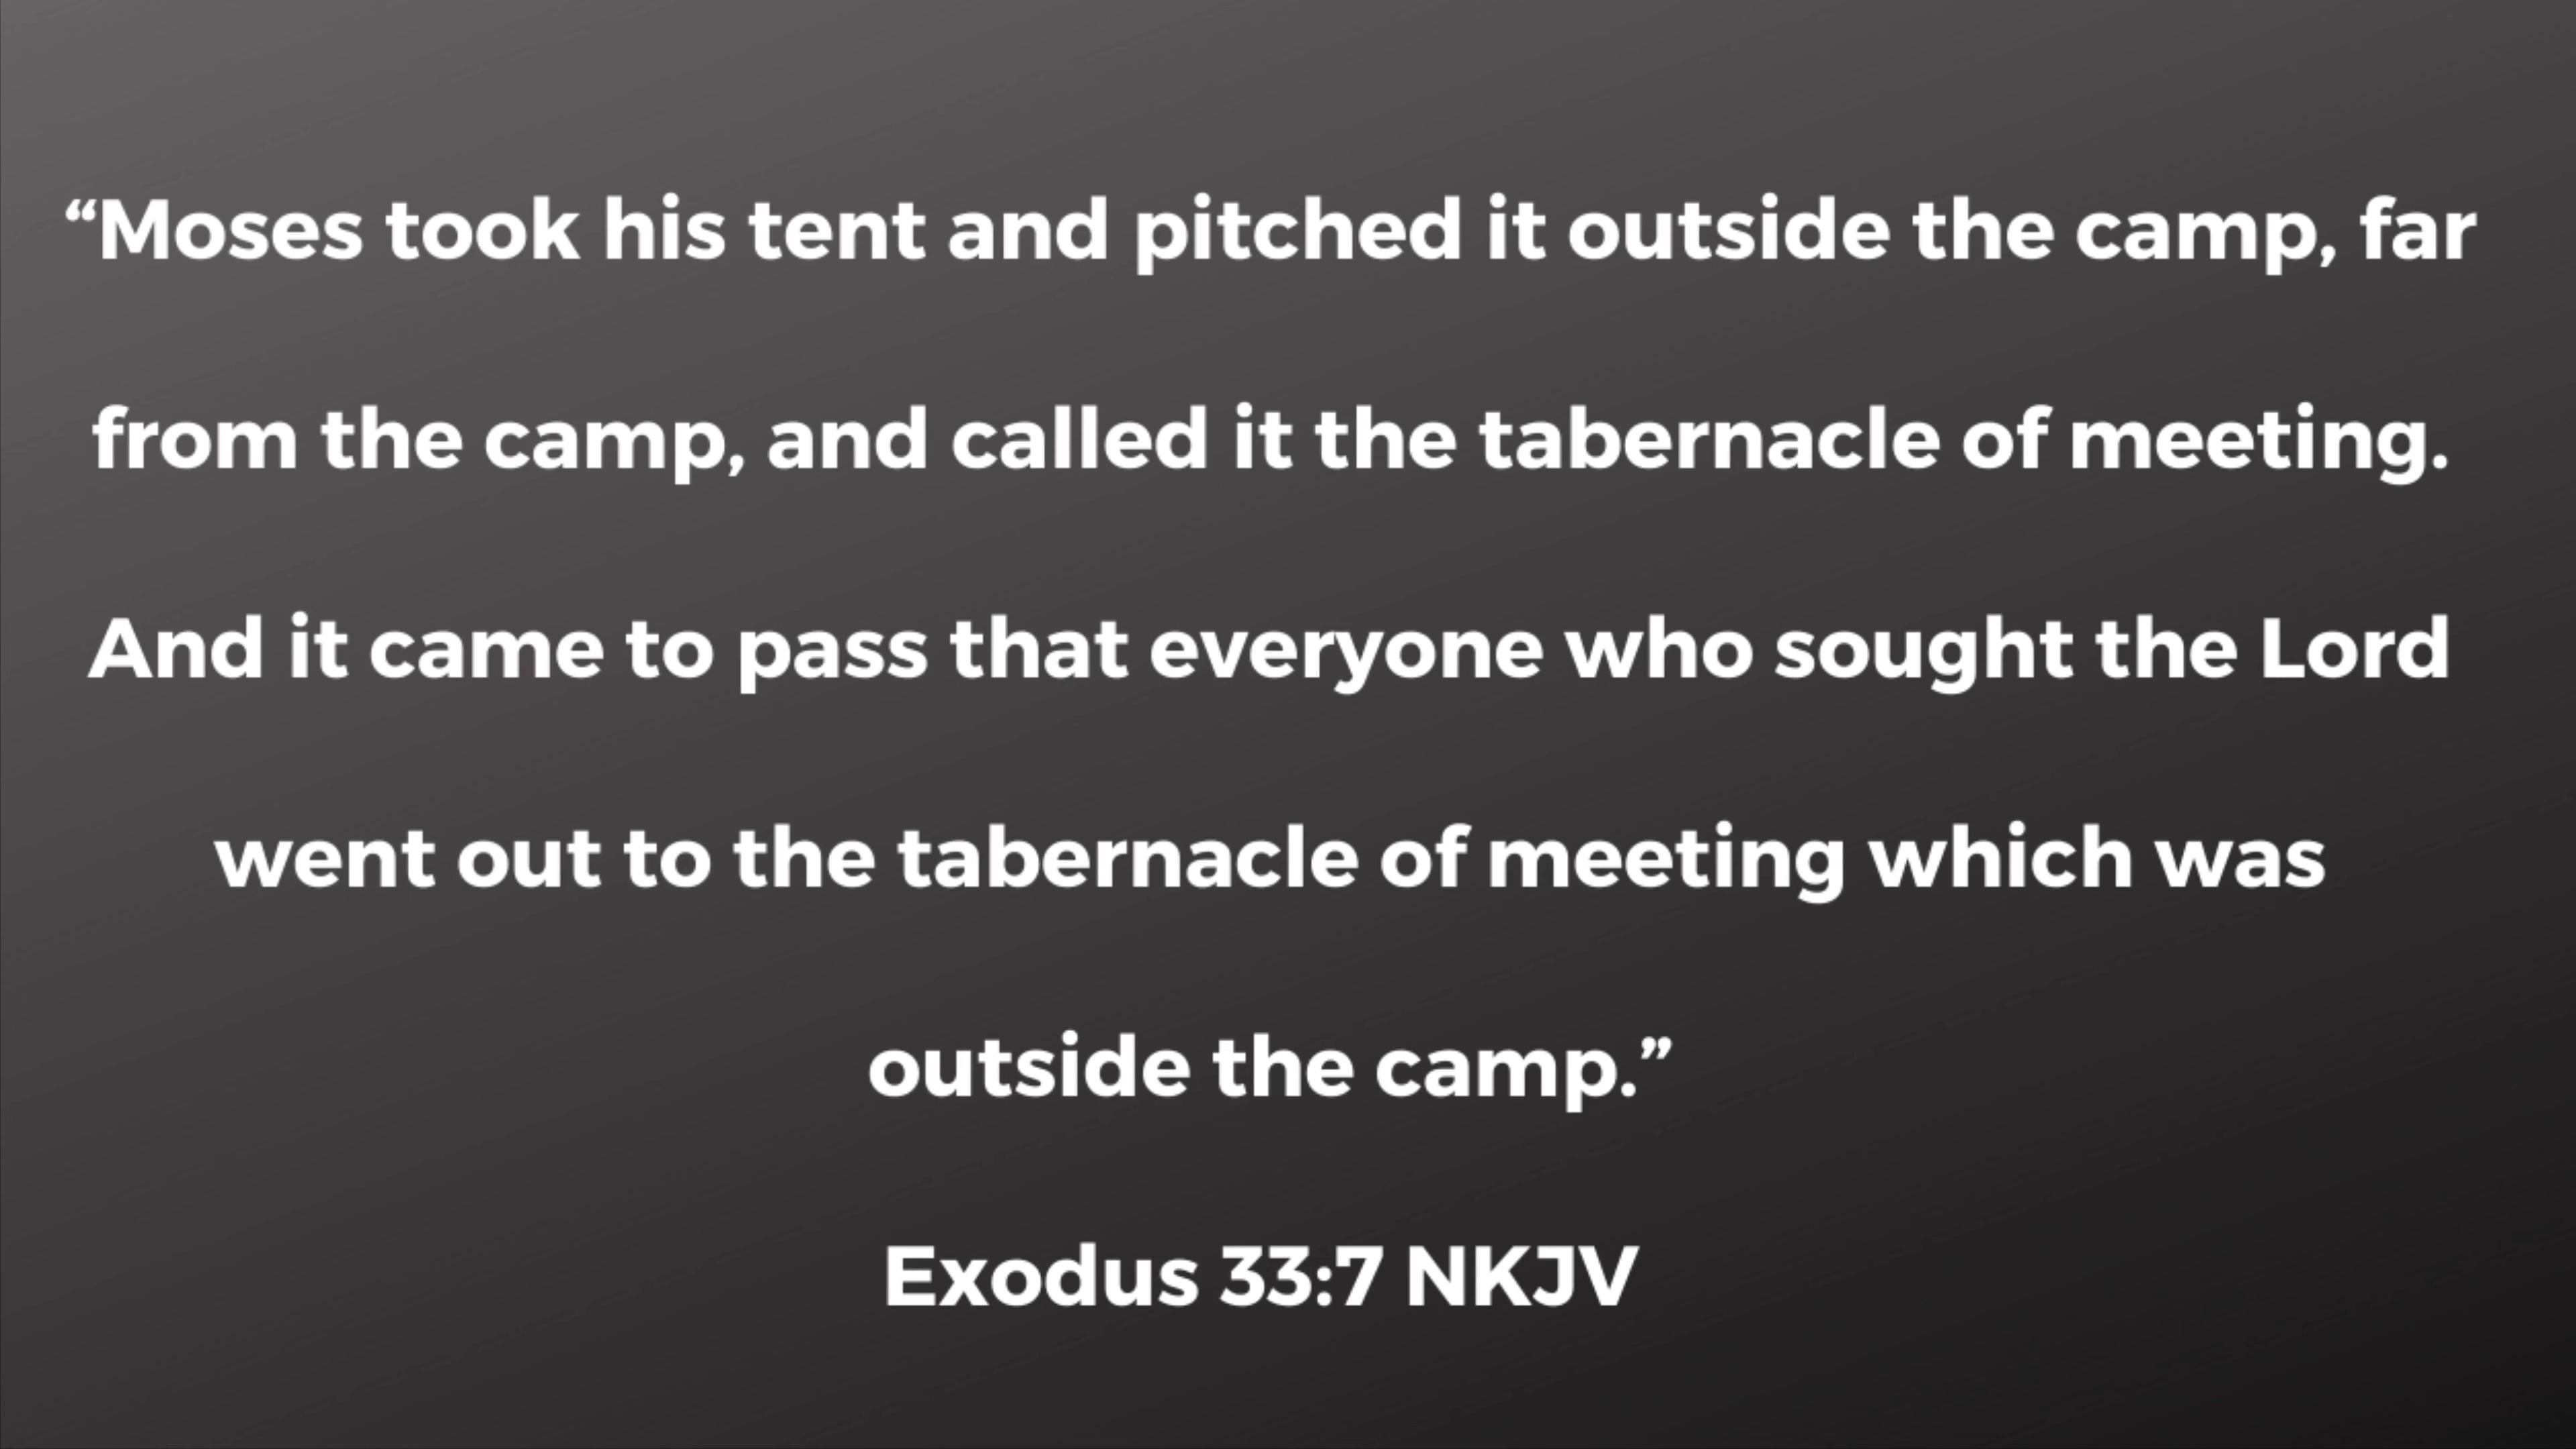 “Moses took his tent and pitched it outside the camp, far
from the camp, and called it the tabernacle of meeting.
And it came to pass that everyone who sought the Lord
went out to the tabernacle of meeting which was
outside the camp.”
Exodus 33:7 NKJV